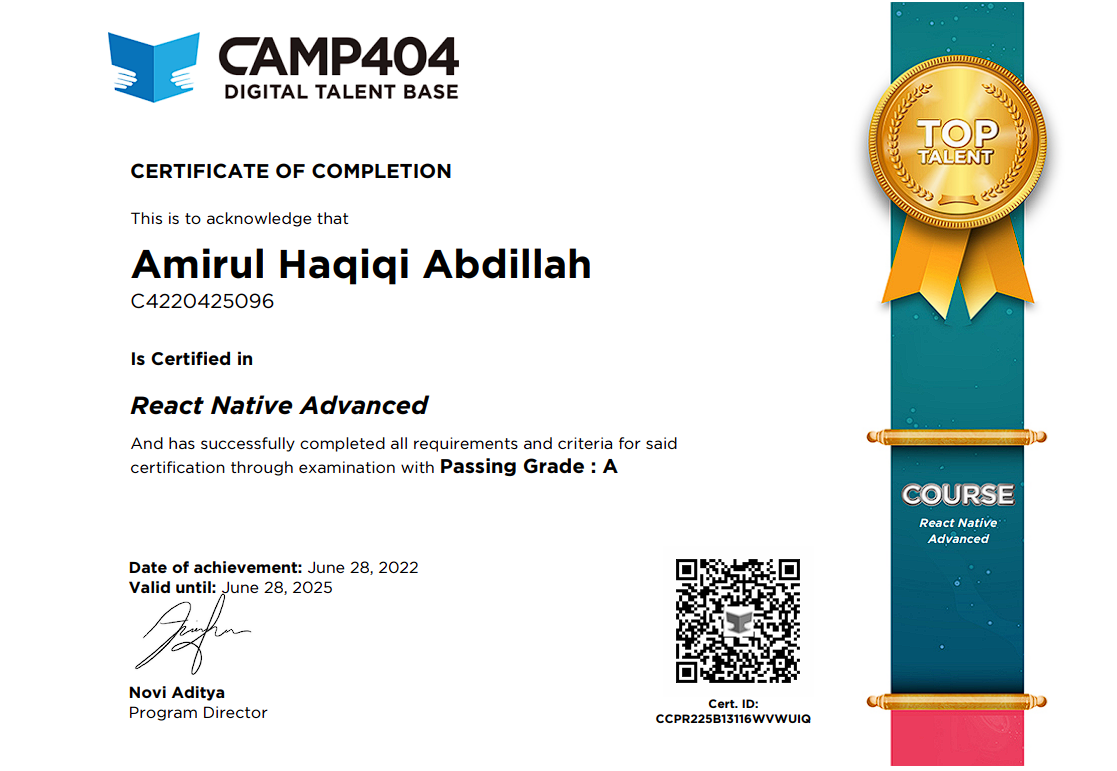 CAMP404
DIGITAL TALENT BASE
CERTIFICATE OF COMPLETION
This is to acknowledge that
Amirul Haqiqi Abdillah
C4220425096
Is Certified in
React Native Advanced
And has successfully completed all requirements and criteria for said
certification through examination with Passing Grade : A
Date of achievement: June 28, 2022
Valid until: June 28, 2025
Novi Aditya
Program Director
Cert. ID:
CCPR225B13116WVWUIQ
TOP
TALENT
COURSE
React Native
Advanced